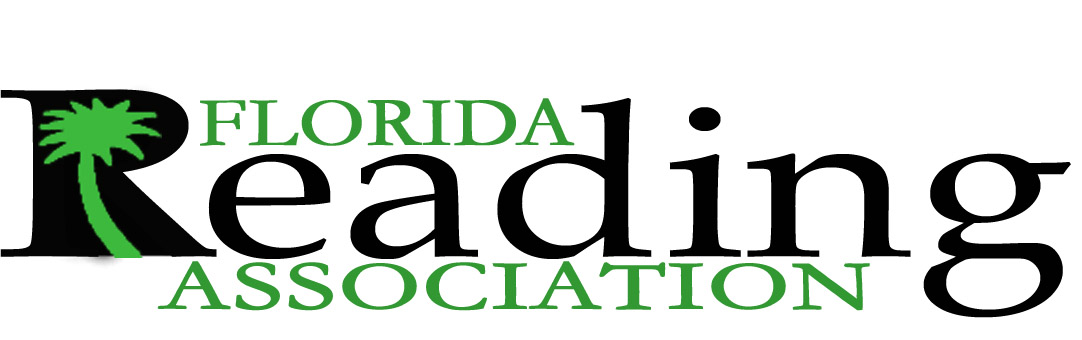 FLORIDA
Reading
ASSOCIATION